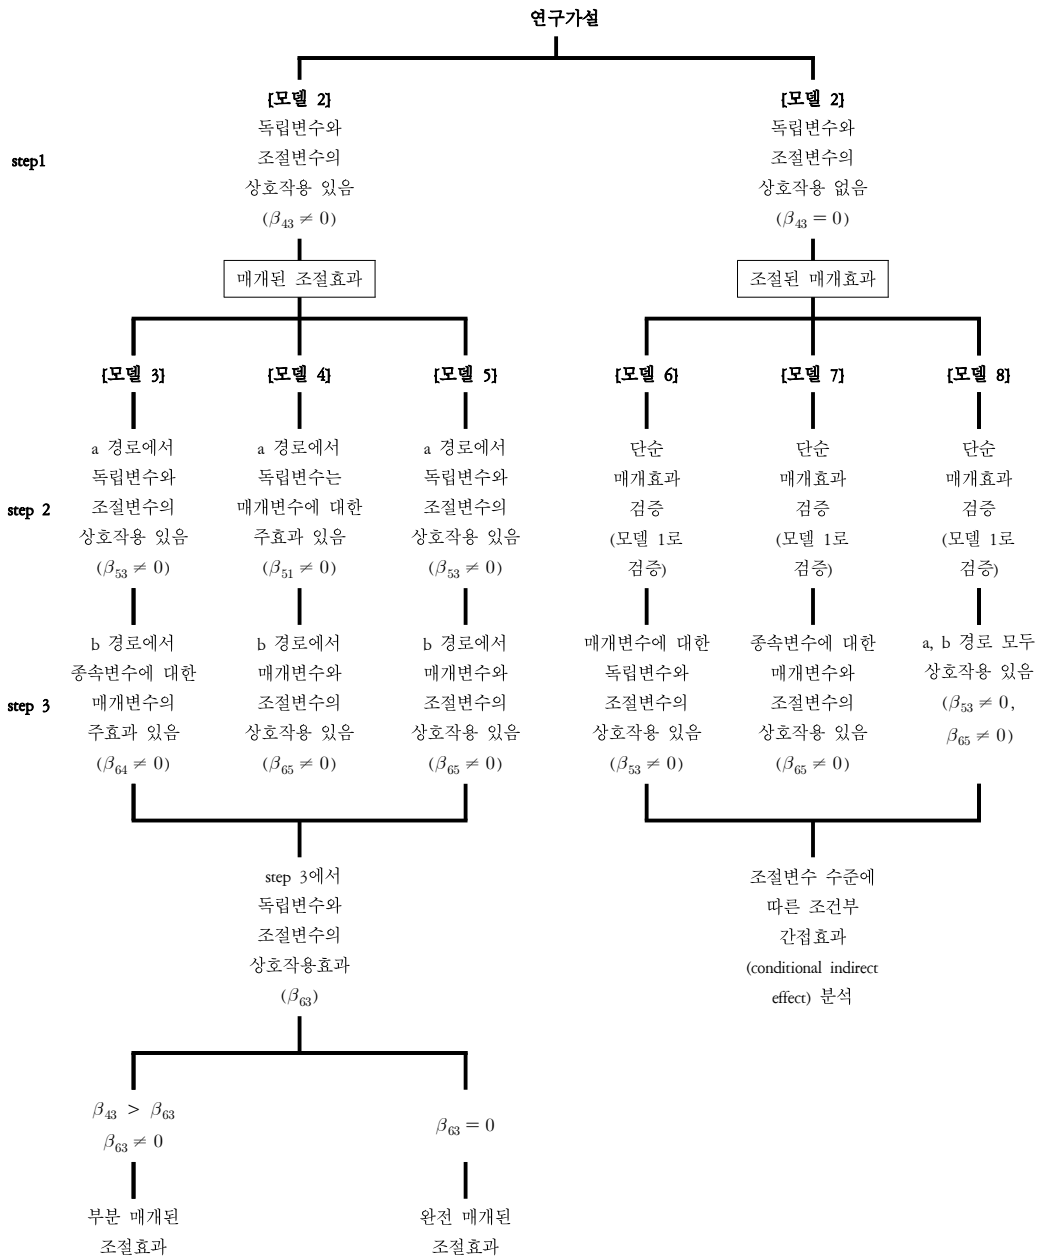 연구가설
{모델 2}
독립변수와
조절변수의
상호작용 있음
(β43 ≠ 0)
{모델 2}
독립변수와
조절변수의
상호작용 없음
(β43 = 0)
step1
매개된 조절효과
조절된 매개효과
{모델 3}
{모델 4}
{모델 5}
{모델 6}
{모델 7}
{모델 8}
step 2
a 경로에서
독립변수와
조절변수의
상호작용 있음
(β53 ≠ 0)
a 경로에서
독립변수는
매개변수에 대한
주효과 있음
(β51 ≠ 0)
a 경로에서
독립변수와
조절변수의
상호작용 있음
(β53 ≠ 0)
단순
매개효과
검증
(모델 1로
검증)
단순
매개효과
검증
(모델 1로
검증)
단순
매개효과
검증
(모델 1로
검증)
step 3
b 경로에서
종속변수에 대한
매개변수의
주효과 있음
(β64 ≠ 0)
b 경로에서
매개변수와
조절변수의
상호작용 있음
(β65 ≠ 0)
b 경로에서
매개변수와
조절변수의
상호작용 있음
(β65 ≠ 0)
매개변수에 대한
독립변수와
조절변수의
상호작용 있음
(β53 ≠ 0)
종속변수에 대한
매개변수와
조절변수의
상호작용 있음
(β65 ≠ 0)
a, b 경로 모두
상호작용 있음
(β53 ≠ 0,
β65 ≠ 0)
step 3에서
독립변수와
조절변수의
상호작용효과
(β63)
조절변수 수준에
따른 조건부
간접효과
(conditional indirect
effect) 분석
β43 > β63
β63 ≠ 0
β63 = 0
부분 매개된
조절효과
완전 매개된
조절효과